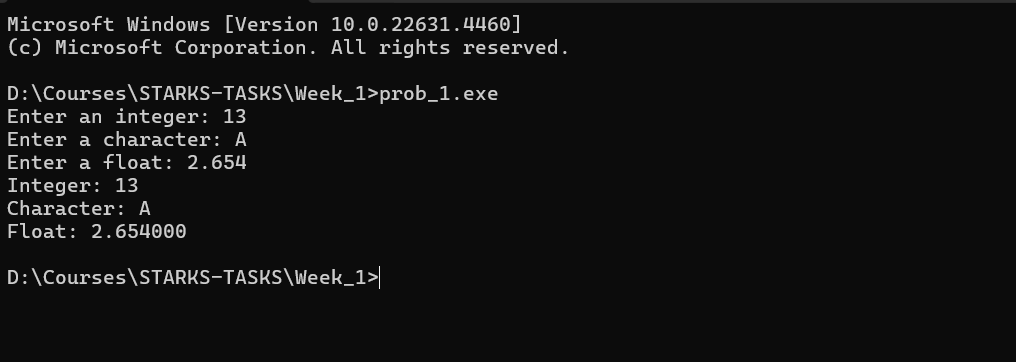 Microsoft Windows [Version 10.0.22631.4460]
(c) Microsoft Corporation. All rights reserved.
D:\Courses\STARKS-TASKS\Week_1>prob_1.exe
Enter an integer: 13
Enter a character: A
Enter a float: 2.654
Integer: 13
Character: A
Float: 2.654000
D:\Courses\STARKS-TASKS\Week_1>